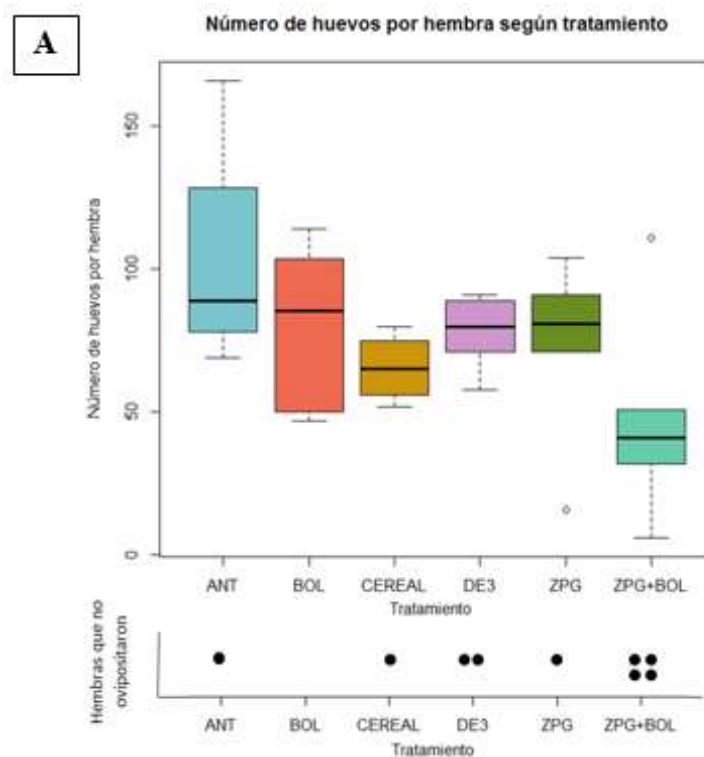 A
Número de huevos por hembra según tratamiento
Número de huevos por hembra
150
100
50
0
ANT BOL CEREAL DE3 ZPG ZPG+BOL
Tratamiento
Hembras que no
ovipositaron
ANT BOL CEREAL DE3 ZPG ZPG+BOL
Tratamiento